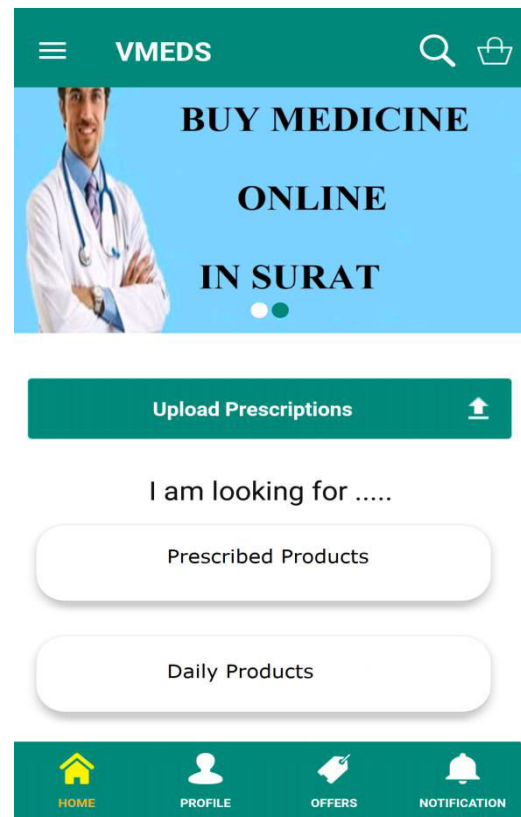 VMEDS
BUY MEDICINE
ONLINE
IN SURAT
Upload Prescriptions
I am looking for .....
Prescribed Products
Daily Products
HOME PROFILE OFFERS NOTIFICATION